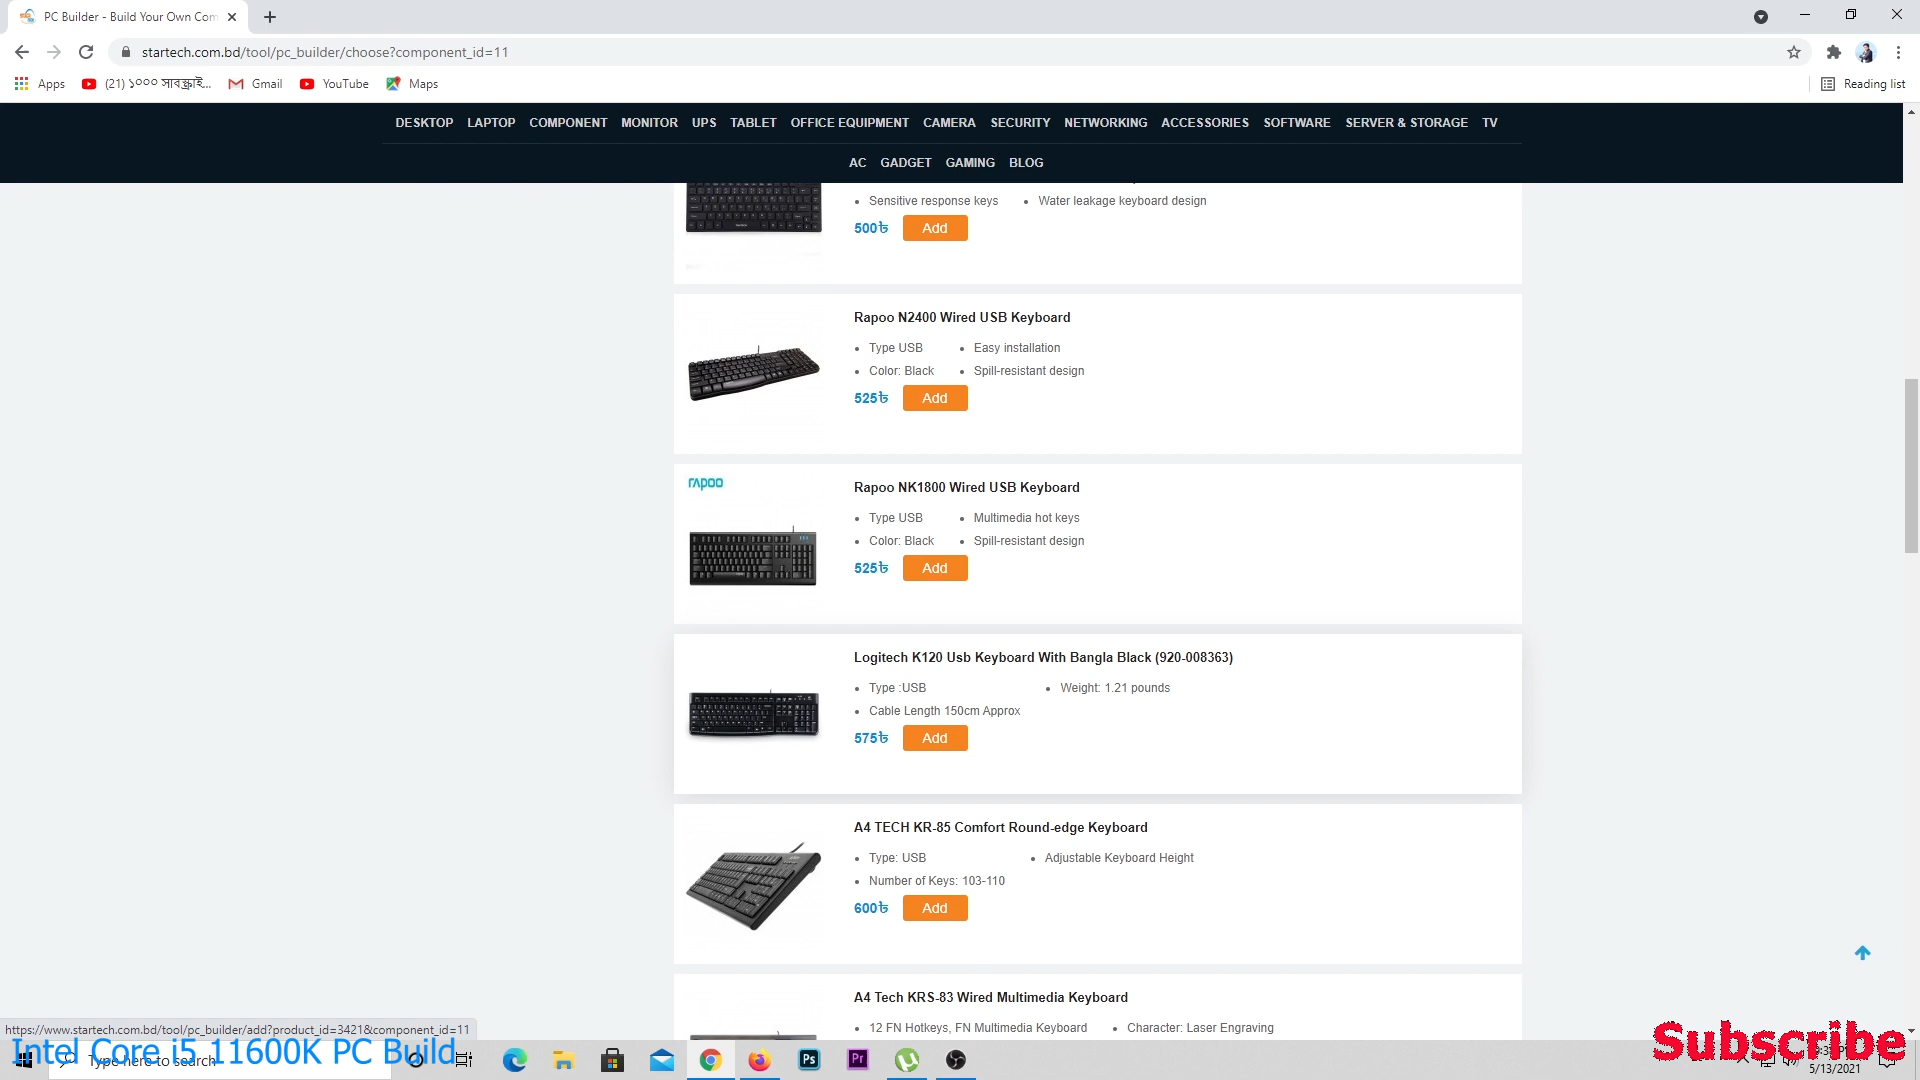 PC Builder - Build Your Own Com
startech.com.bd/tool/pc_builder/choose?component_id=11
Apps
(21) ১০০০ সাবস্ক্রাই...
Gmail
YouTube
Maps
Reading list
DESKTOP LAPTOP COMPONENT MONITOR UPS TABLET OFFICE EQUIPMENT CAMERA SECURITY NETWORKING ACCESSORIES SOFTWARE SERVER & STORAGE TV
AC GADGET GAMING BLOG
Sensitive response keys
Water leakage keyboard design
500৳ Add
Rapoo N2400 Wired USB Keyboard
Type USB
Easy installation
Color: Black
Spill-resistant design
525৳ Add
rapoo
Rapoo NK1800 Wired USB Keyboard
Type USB
Multimedia hot keys
Color: Black
Spill-resistant design
525৳ Add
Logitech K120 Usb Keyboard With Bangla Black (920-008363)
Type :USB
Weight: 1.21 pounds
Cable Length 150cm Approx
575৳ Add
A4 TECH KR-85 Comfort Round-edge Keyboard
Type: USB
Adjustable Keyboard Height
Number of Keys: 103-110
600৳ Add
A4 Tech KRS-83 Wired Multimedia Keyboard
12 FN Hotkeys, FN Multimedia Keyboard
Character: Laser Engraving
https://www.startech.com.bd/tool/pc_builder/add?product_id=3421&component_id=11
Intel Core i5 11600K PC Build
Type here to search
Ps
Pr
Subscribe
5/13/2021